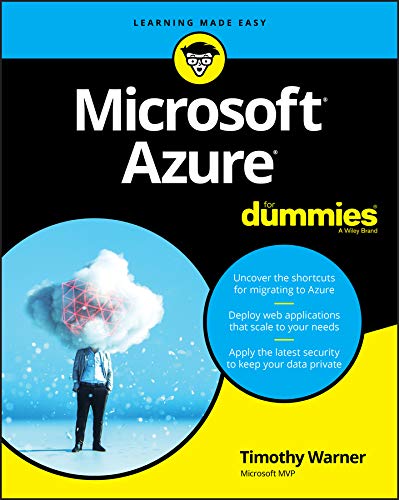 LEARNING MADE EASY
Microsoft®
Azure®
for
dummies®
A Wiley Brand
Uncover the shortcuts
for migrating to Azure
Deploy web applications
that scale to your needs
Apply the latest security
to keep your data private
Timothy Warner
Microsoft MVP